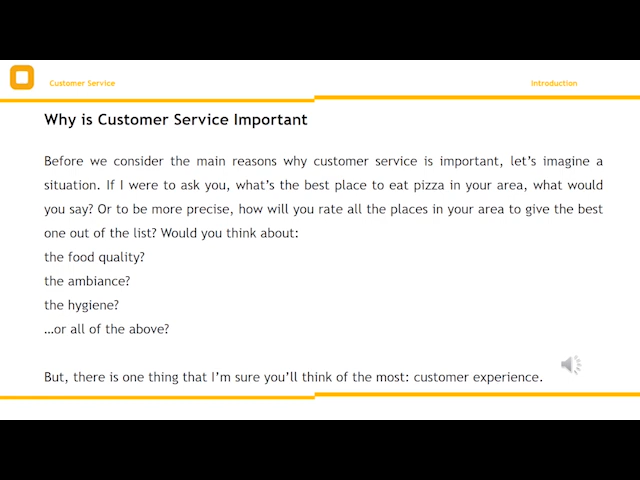 Customer Service
Introduction
Why is Customer Service Important
Before we consider the main reasons why customer service is important, let’s imagine a
situation. If I were to ask you, what’s the best place to eat pizza in your area, what would
you say? Or to be more precise, how will you rate all the places in your area to give the best
one out of the list? Would you think about:
the food quality?
the ambiance?
the hygiene?
…or all of the above?
But, there is one thing that I’m sure you’ll think of the most: customer experience.